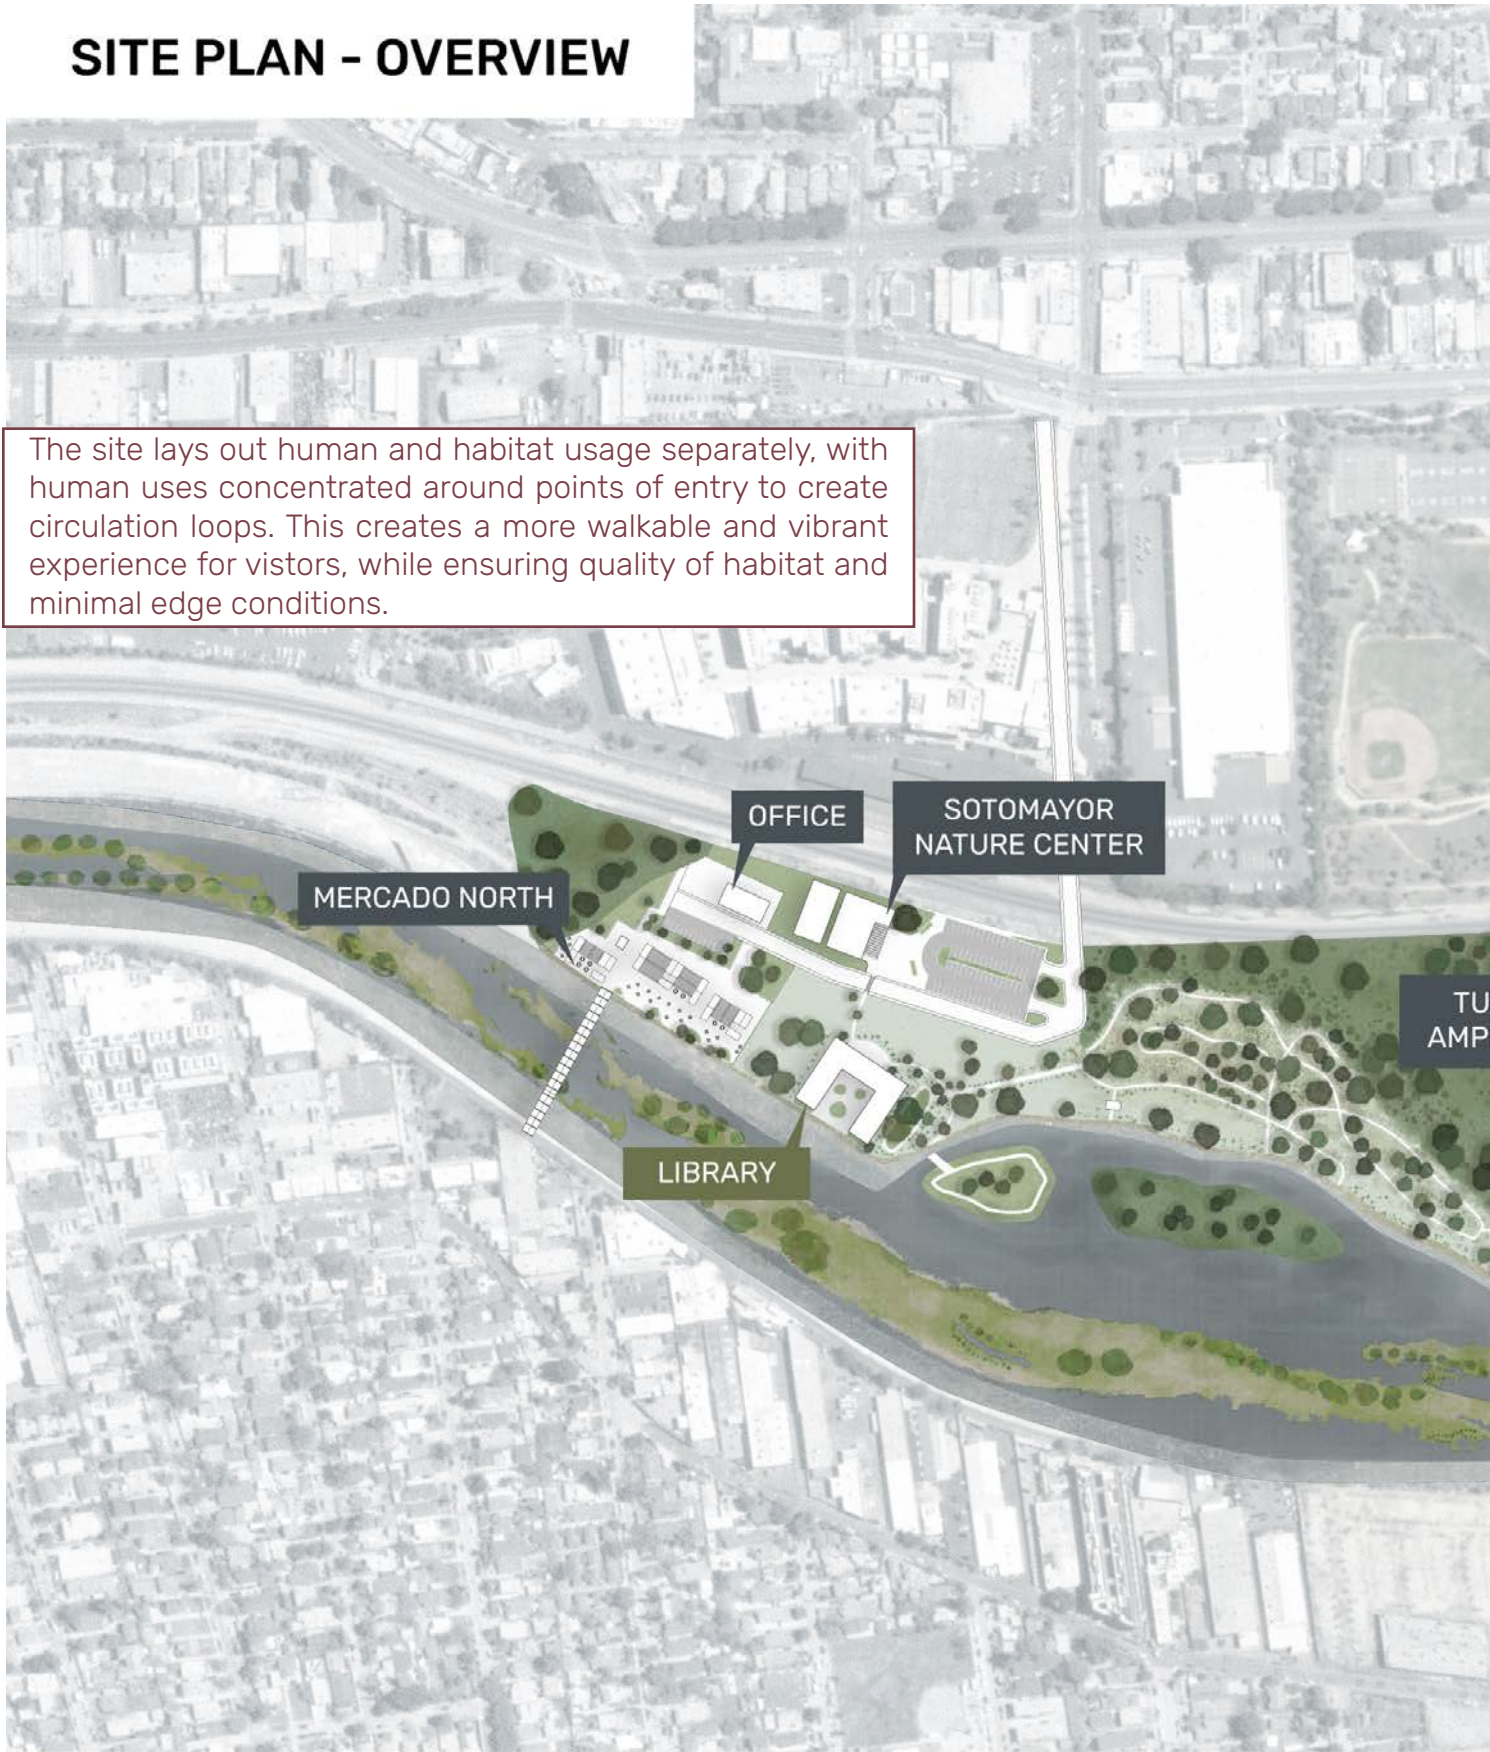 SITE PLAN - OVERVIEW
The site lays out human and habitat usage separately, with
human uses concentrated around points of entry to create
circulation loops. This creates a more walkable and vibrant
experience for vistors, while ensuring quality of habitat and
minimal edge conditions.
OFFICE
SOTOMAYOR
NATURE CENTER
MERCADO NORTH
TU
AMP
LIBRARY